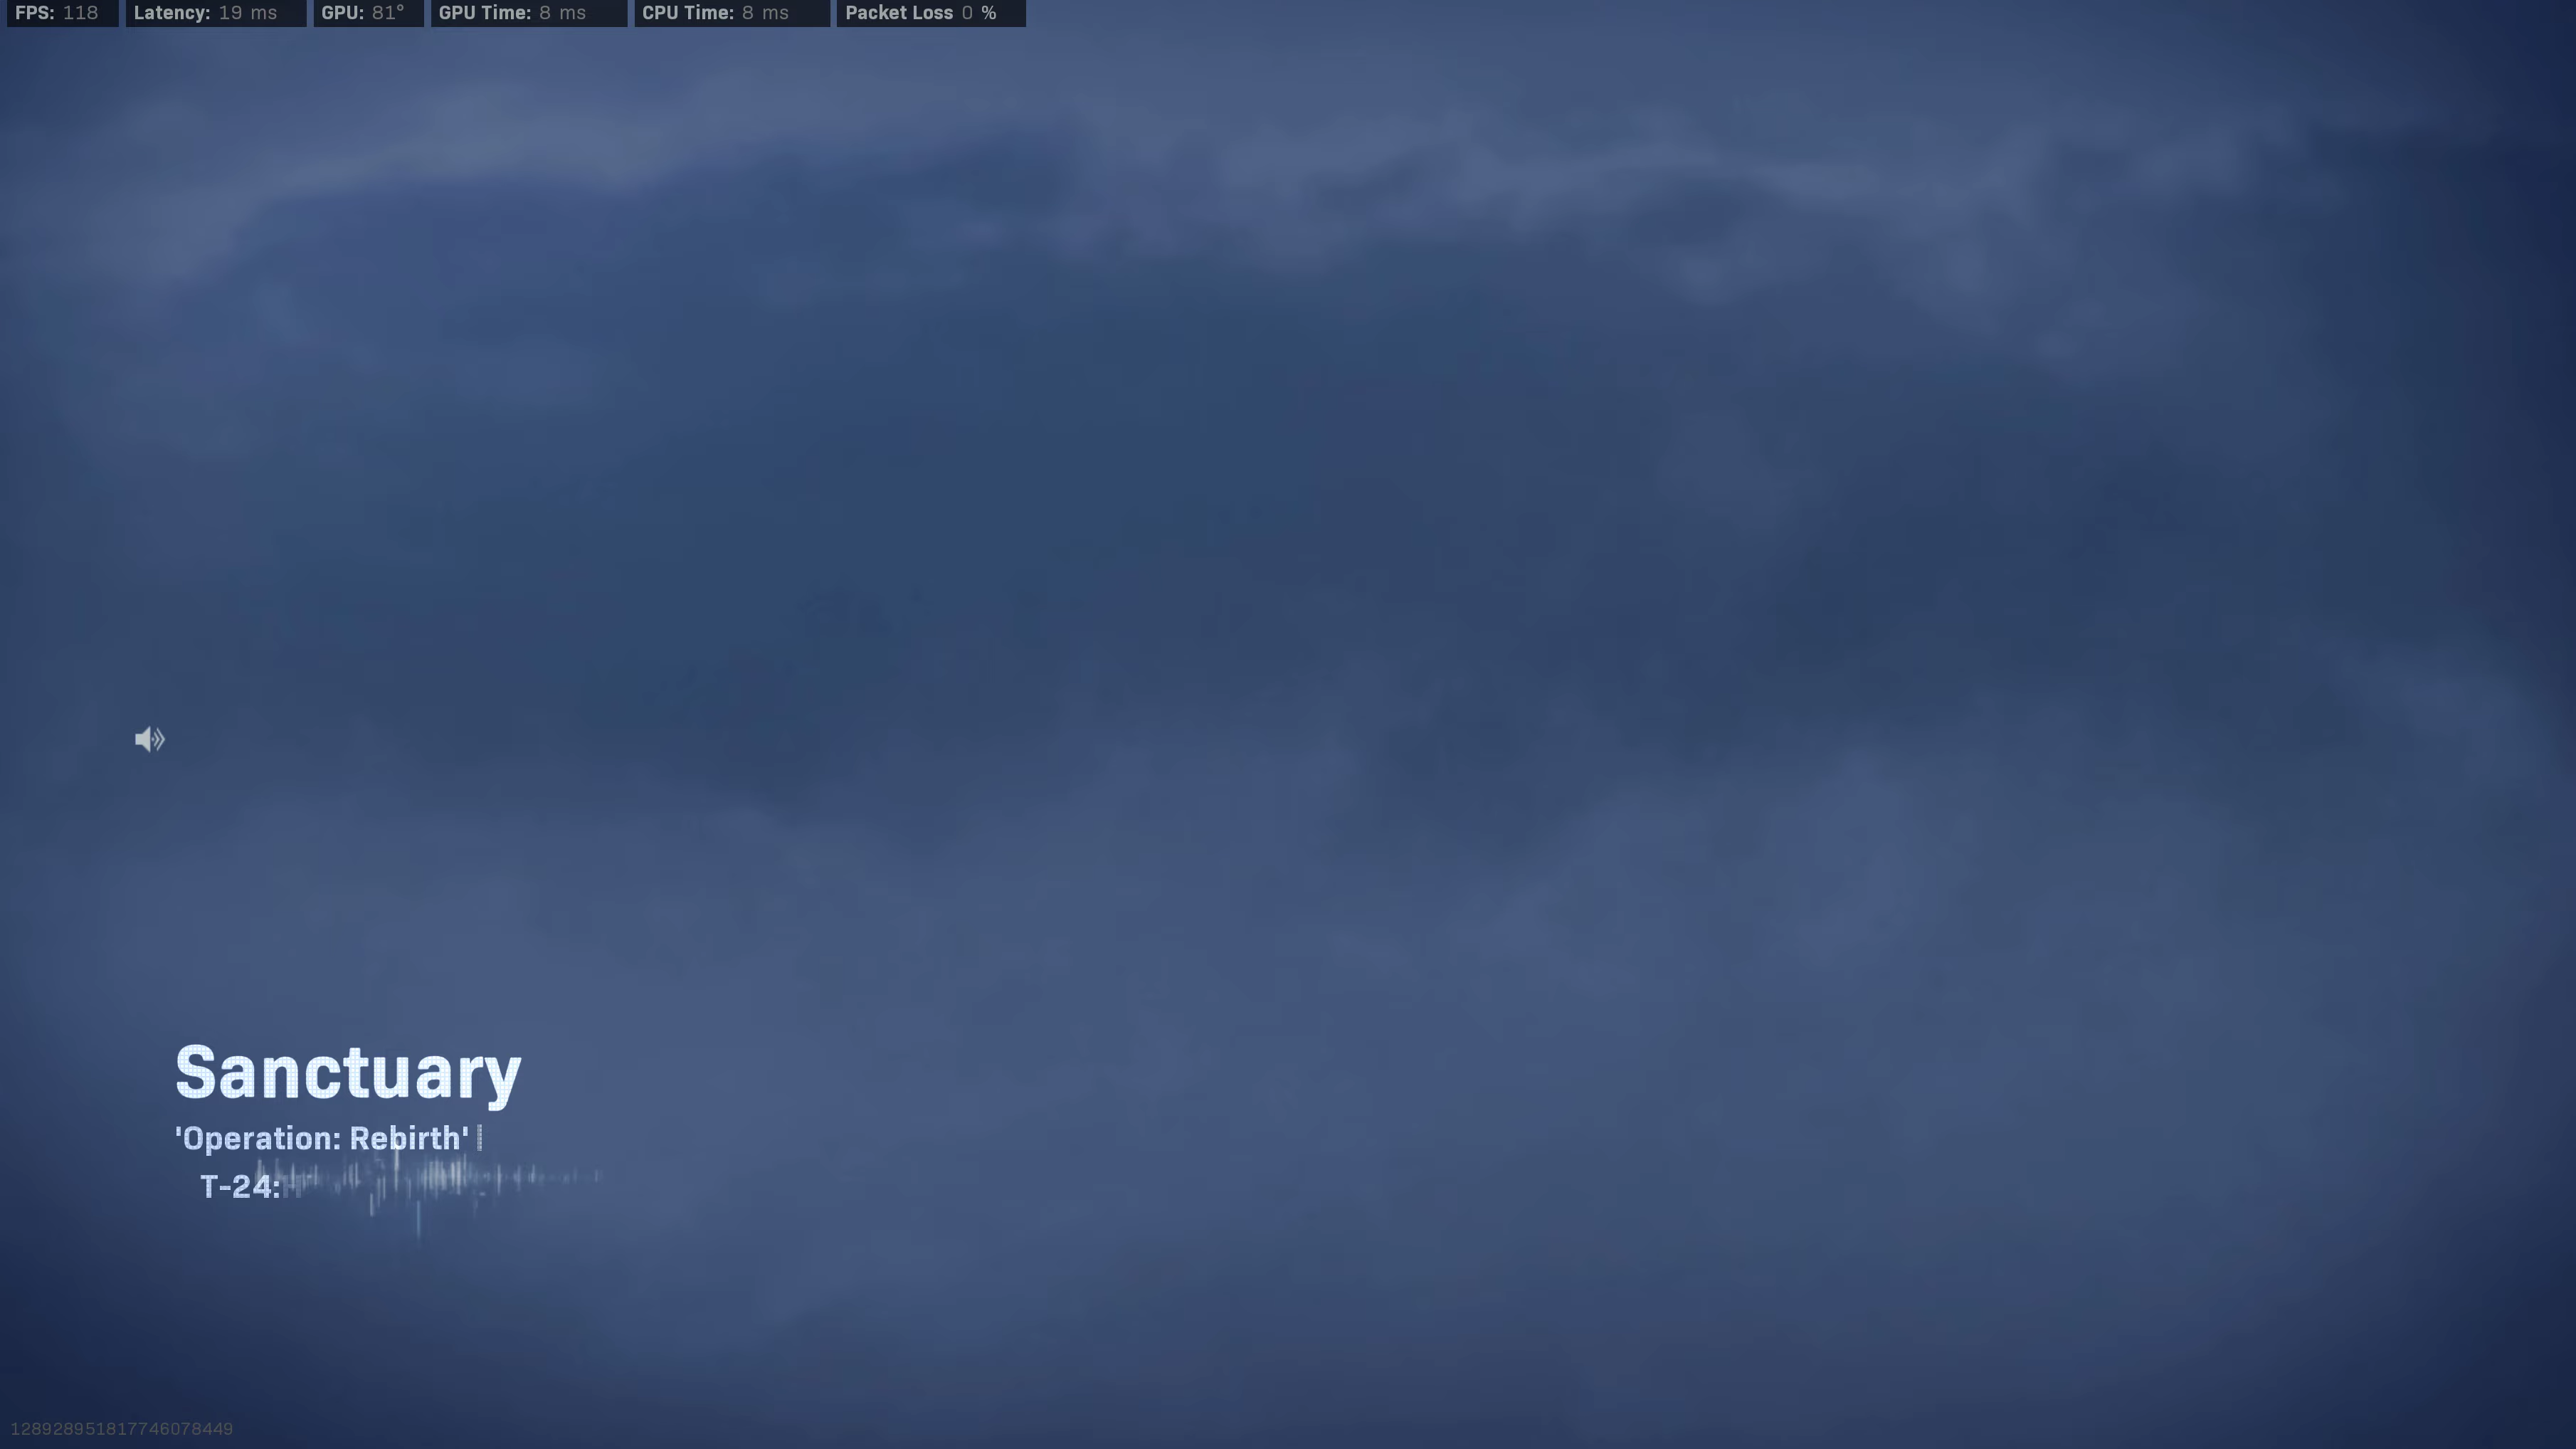 FPS: 118 Latency: 19 ms GPU: 81° GPU Time: 8 ms CPU Time: 8 ms Packet Loss 0 %
Sanctuary
'Operation: Rebirth'
T-24:
128928951817746078449